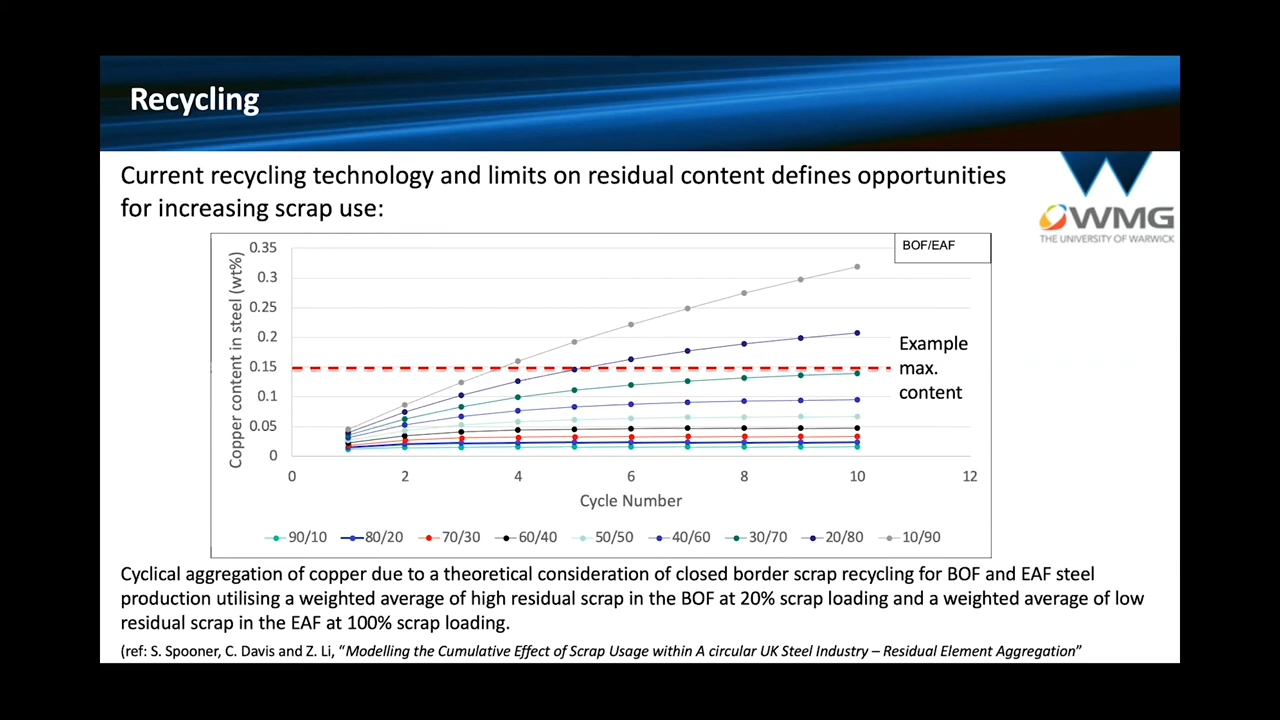 Recycling
Current recycling technology and limits on residual content defines opportunities
for increasing scrap use:
WMG
THE UNIVERSITY OF WARWICK
BOF/EAF
Copper content in steel (wt%)
0.35
0.3
0.25
0.2
0.15
0.1
0.05
0
Example
max.
content
0 2 4 6 8 10 12
Cycle Number
90/10 80/20 70/30 60/40 50/50 40/60 30/70 20/80 10/90
Cyclical aggregation of copper due to a theoretical consideration of closed border scrap recycling for BOF and EAF steel
production utilising a weighted average of high residual scrap in the BOF at 20% scrap loading and a weighted average of low
residual scrap in the EAF at 100% scrap loading.
(ref: S. Spooner, C. Davis and Z. Li, “Modelling the Cumulative Effect of Scrap Usage within A circular UK Steel Industry – Residual Element Aggregation”